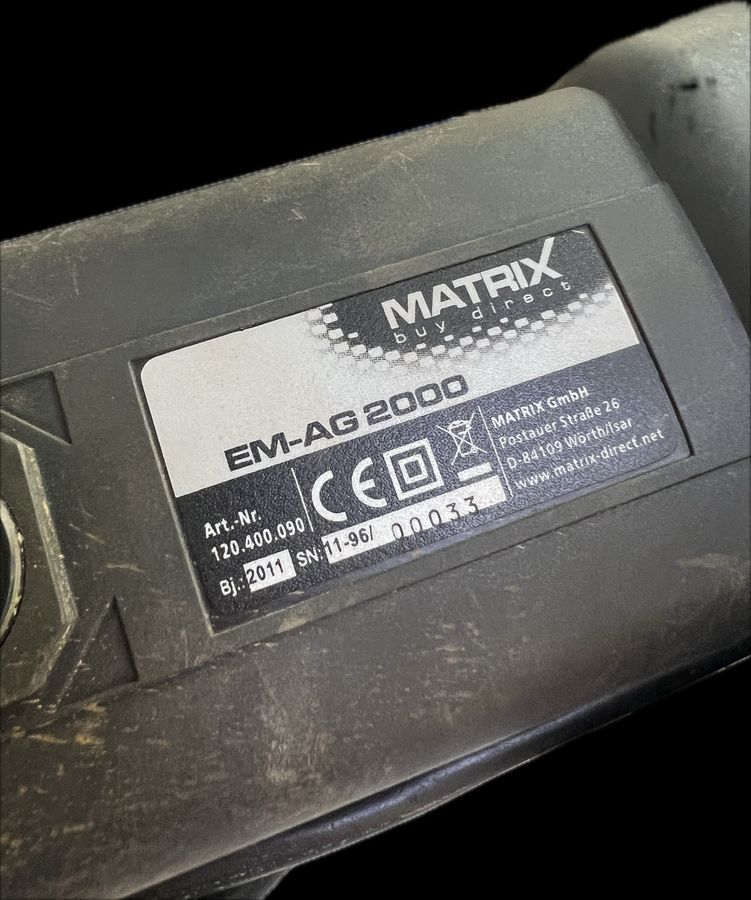 MATRIX
buy direct
EM-AG 2000
Art.-Nr.
120.400.090
Bj.: 2011 SN: 11-96/ 00033
CE
MATRIX GmbH
Postauer Straße 26
D-84109 Wörth/Isar
www.matrix-direct.net